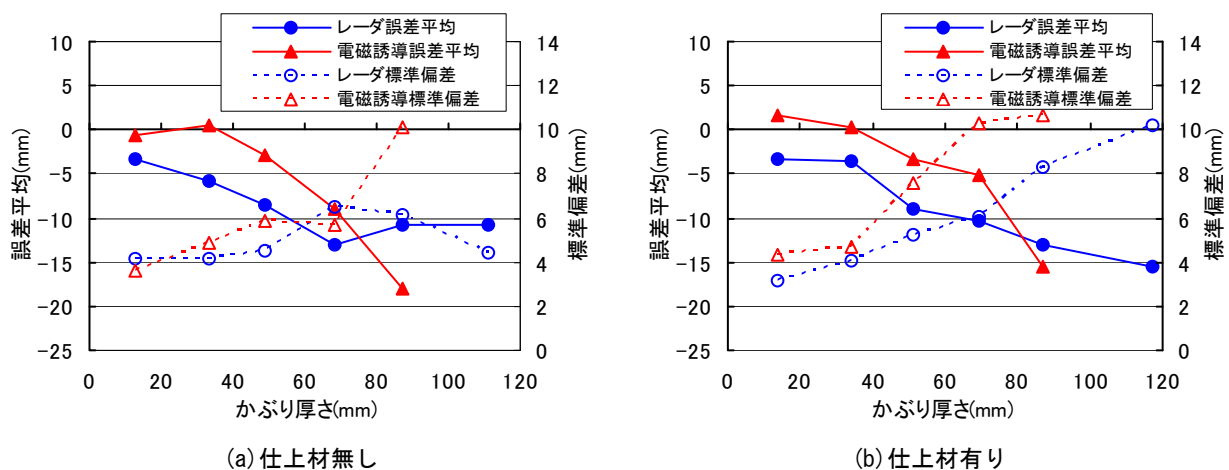 レーダ誤差平均
電磁誘導誤差平均
レーダ標準偏差
電磁誘導標準偏差
10
5
0
-5
-10
-15
-20
-25
誤差平均(mm)
14
12
10
8
6
4
2
0
標準偏差(mm)
0 20 40 60 80 100 120
かぶり厚さ(mm)
(a)仕上材無し
レーダ誤差平均
電磁誘導誤差平均
レーダ標準偏差
電磁誘導標準偏差
10
5
0
-5
-10
-15
-20
-25
誤差平均(mm)
14
12
10
8
6
4
2
0
標準偏差(mm)
0 20 40 60 80 100 120
かぶり厚さ(mm)
(b)仕上材有り